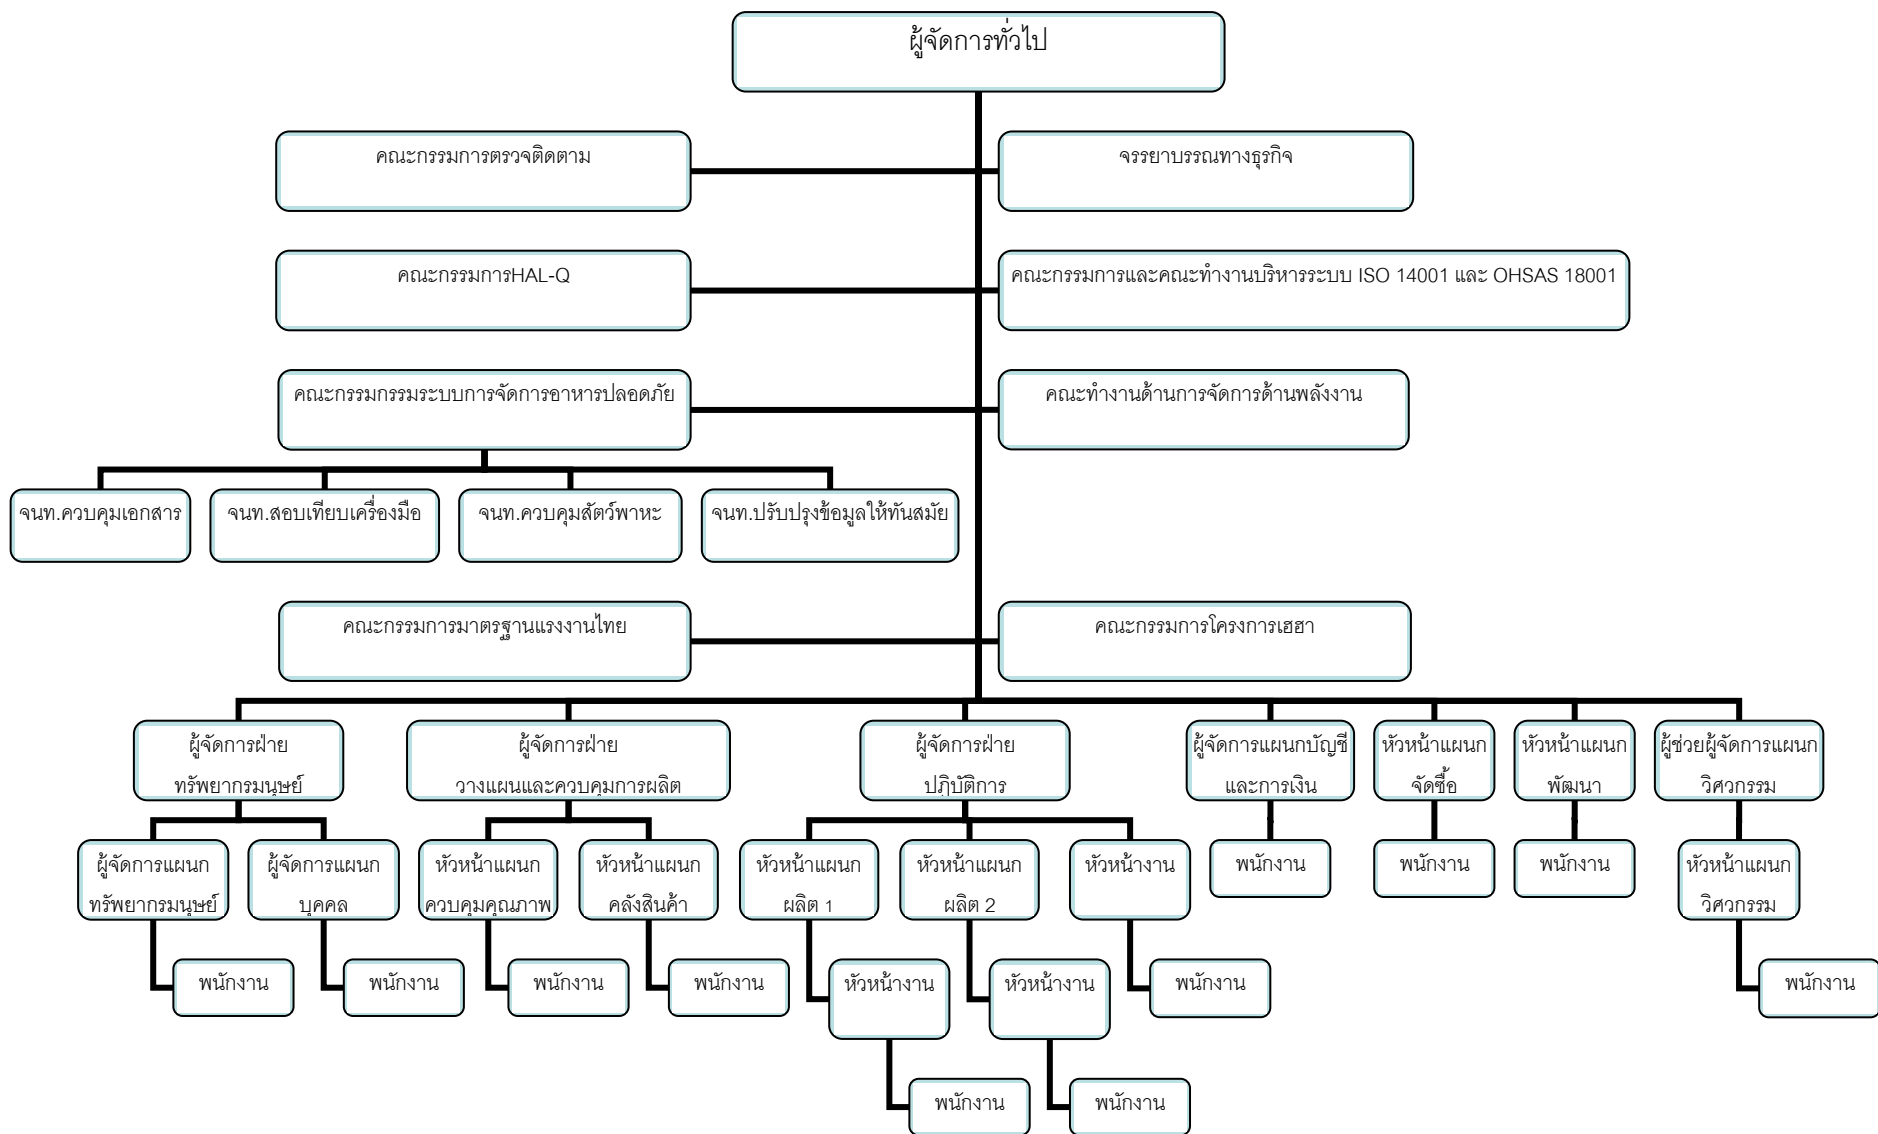 ผู้จัดการทั่วไป
คณะกรรมการตรวจติดตาม
จรรยาบรรณทางธุรกิจ
คณะกรรมการHAL-Q
คณะกรรมการและคณะทำงานบริหารระบบ ISO 14001 และ OHSAS 18001
คณะกรรมกรรมระบบการจัดการอาหารปลอดภัย
คณะทำงานด้านการจัดการด้านพลังงาน
จนท.ควบคุมเอกสาร
จนท.สอบเทียบเครื่องมือ
จนท.ควบคุมสัตว์พาหะ
จนท.ปรับปรุงข้อมูลให้ทันสมัย
คณะกรรมการมาตรฐานแรงงานไทย
คณะกรรมการโครงการเฮฮา
ผู้จัดการฝ่าย
ทรัพยากรมนุษย์
ผู้จัดการฝ่าย
วางแผนและควบคุมการผลิต
ผู้จัดการฝ่าย
ปฏิบัติการ
ผู้จัดการแผนกบัญชี
และการเงิน
หัวหน้าแผนก
จัดซื้อ
หัวหน้าแผนก
พัฒนา
ผู้ช่วยผู้จัดการแผนก
วิศวกรรม
ผู้จัดการแผนก
ทรัพยากรมนุษย์
ผู้จัดการแผนก
บุคคล
หัวหน้าแผนก
ควบคุมคุณภาพ
หัวหน้าแผนก
คลังสินค้า
หัวหน้าแผนก
ผลิต 1
หัวหน้าแผนก
ผลิต 2
หัวหน้างาน
พนักงาน
พนักงาน
พนักงาน
หัวหน้าแผนก
วิศวกรรม
พนักงาน
พนักงาน
พนักงาน
พนักงาน
หัวหน้างาน
หัวหน้างาน
พนักงาน
พนักงาน
พนักงาน
พนักงาน